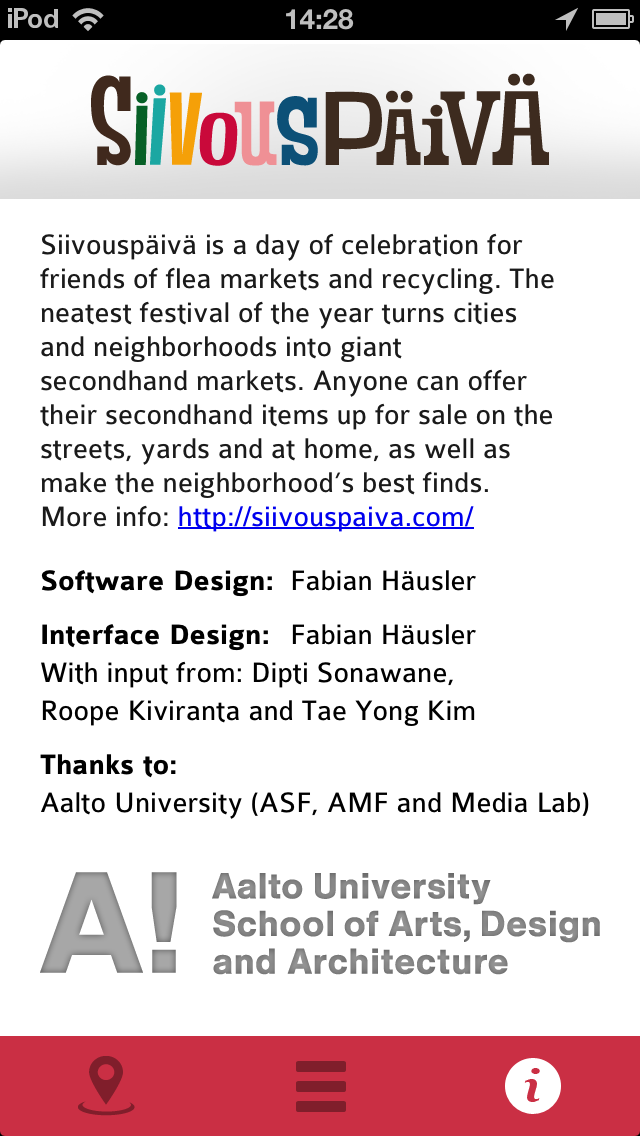 iPod 14:28
SiivousPÄiVÄ
Siivouspäivä is a day of celebration for
friends of flea markets and recycling. The
neatest festival of the year turns cities
and neighborhoods into giant
secondhand markets. Anyone can offer
their secondhand items up for sale on the
streets, yards and at home, as well as
make the neighborhood's best finds.
More info: http://siivouspaiva.com/
Software Design: Fabian Häusler
Interface Design: Fabian Häusler
With input from: Dipti Sonawane,
Roope Kiviranta and Tae Yong Kim
Thanks to:
Aalto University (ASF, AMF and Media Lab)
A! Aalto University
School of Arts, Design
and Architecture
i